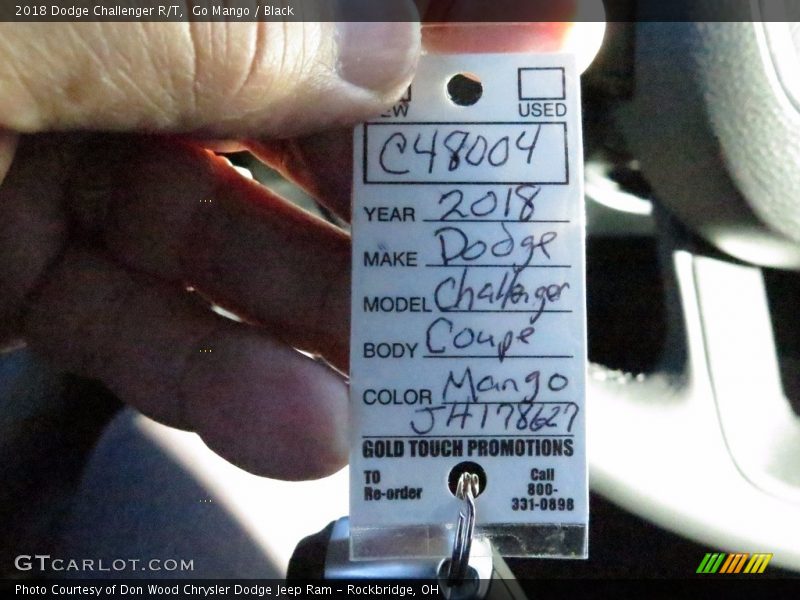 2018 Dodge Challenger R/T, Go Mango / Black
EW USED
C48004
YEAR 2018
MAKE Dodge
MODEL Challenger
BODY Coupe
COLOR Mango
JH178627
GOLD TOUCH PROMOTIONS
TO Call
Re-order 800-
331-0898
GTCARLOT.COM
Photo Courtesy of Don Wood Chrysler Dodge Jeep Ram – Rockbridge, OH